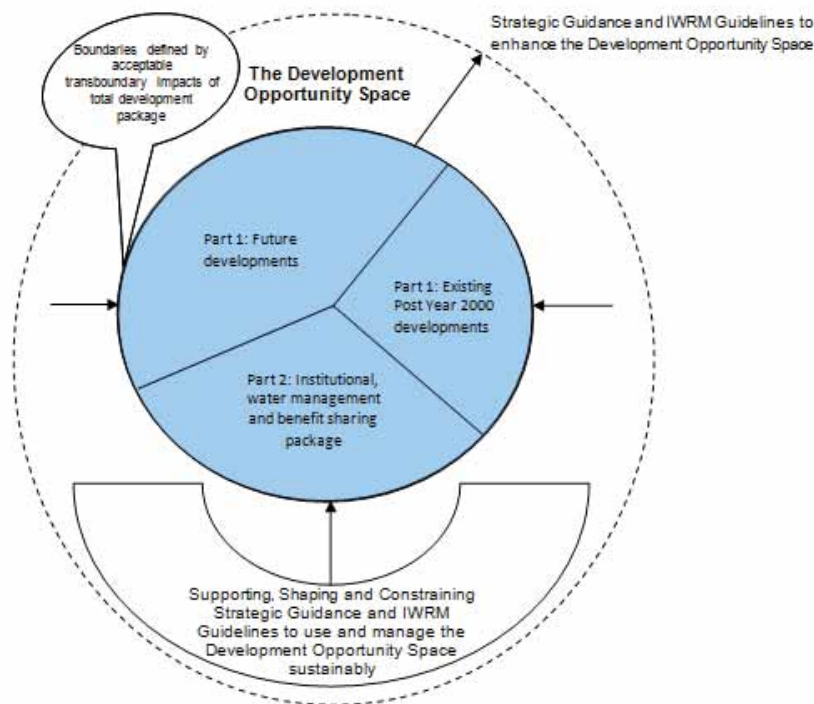 Strategic Guidance and IWRM Guidelines to
enhance the Development Opportunity Space
Boundaries defined by
acceptable
transboundary impacts of
total development
package
The Development
Opportunity Space
Part 1: Future
developments
Part 1: Existing
Post Year 2000
developments
Part 2: Institutional,
water management
and benefit sharing
package
Supporting, Shaping and Constraining
Strategic Guidance and IWRM
Guidelines to use and manage the
Development Opportunity Space
sustainably